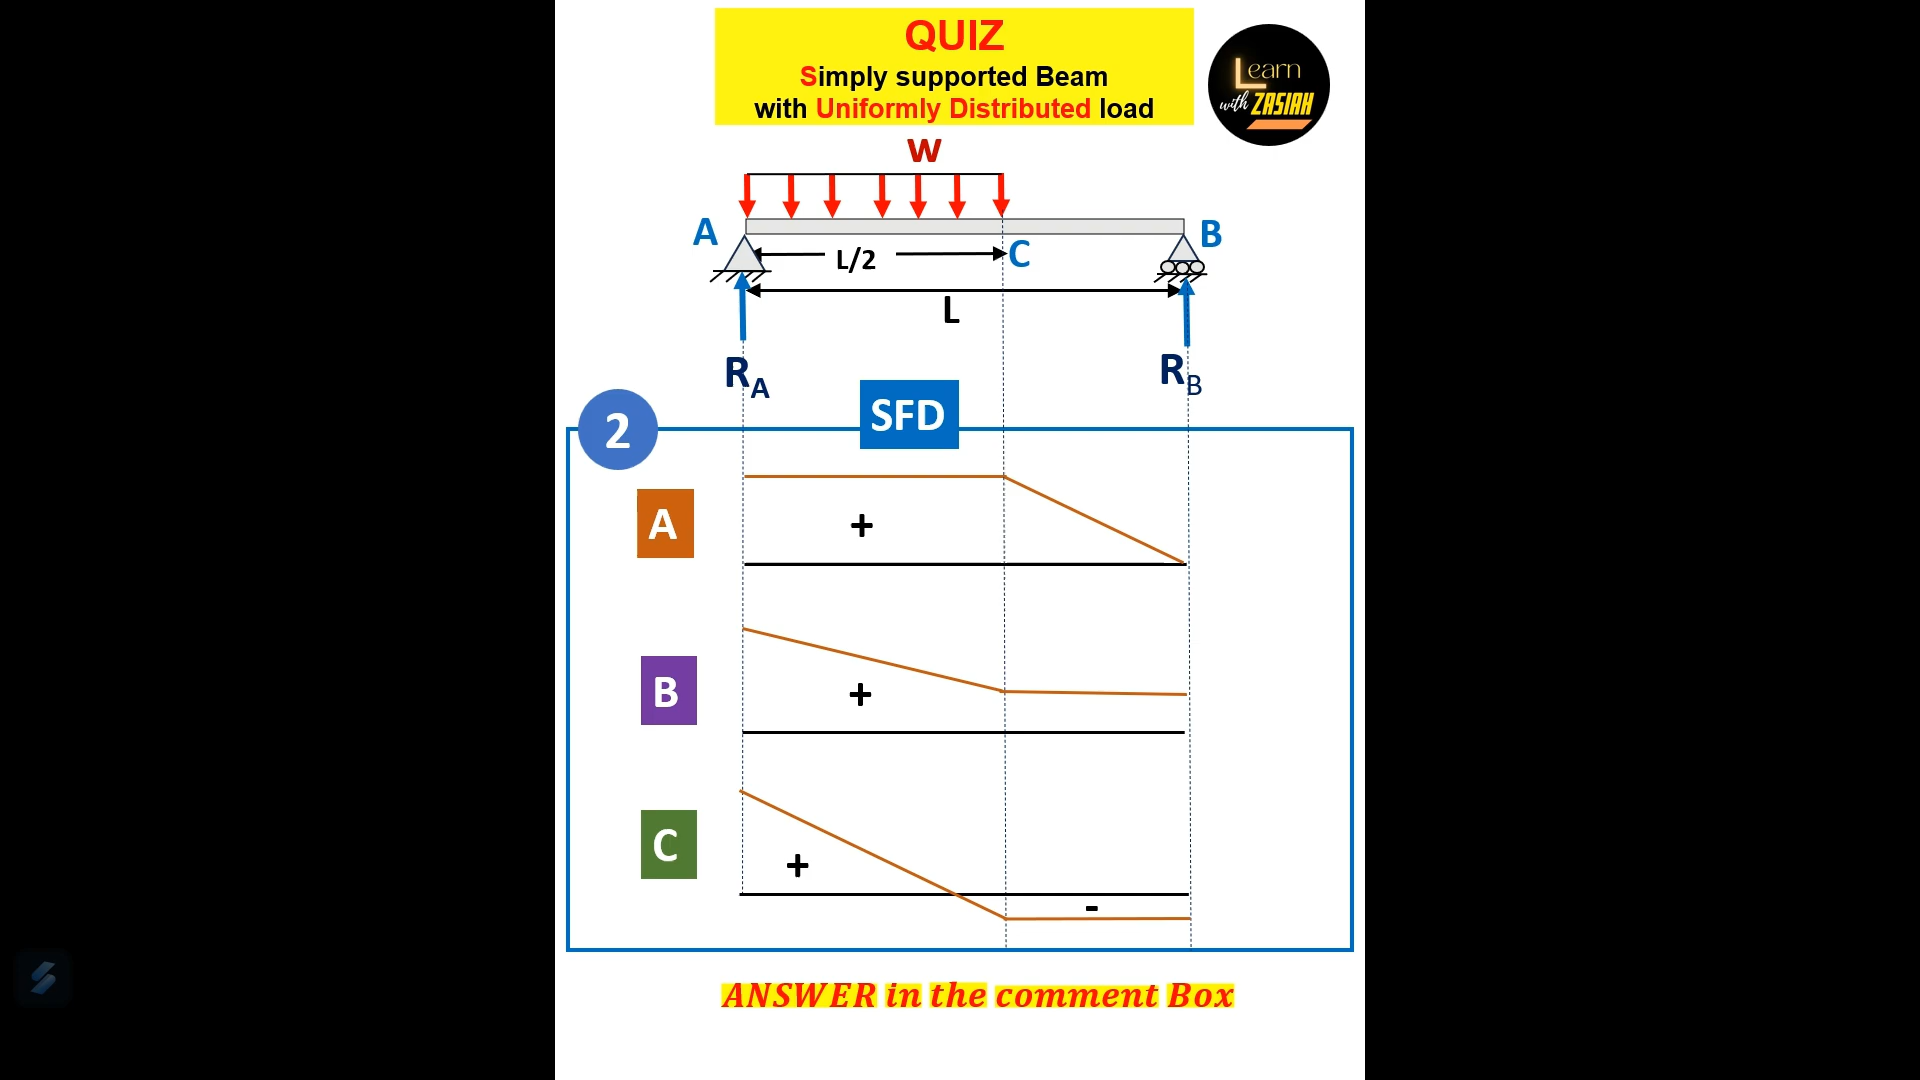 QUIZ
Simply supported Beam
with Uniformly Distributed load
Learn
with ZASIAH
w
A
B
L/2
C
L
RA
RB
SFD
2
A
+
B
+
C
+
-
ANSWER in the comment Box